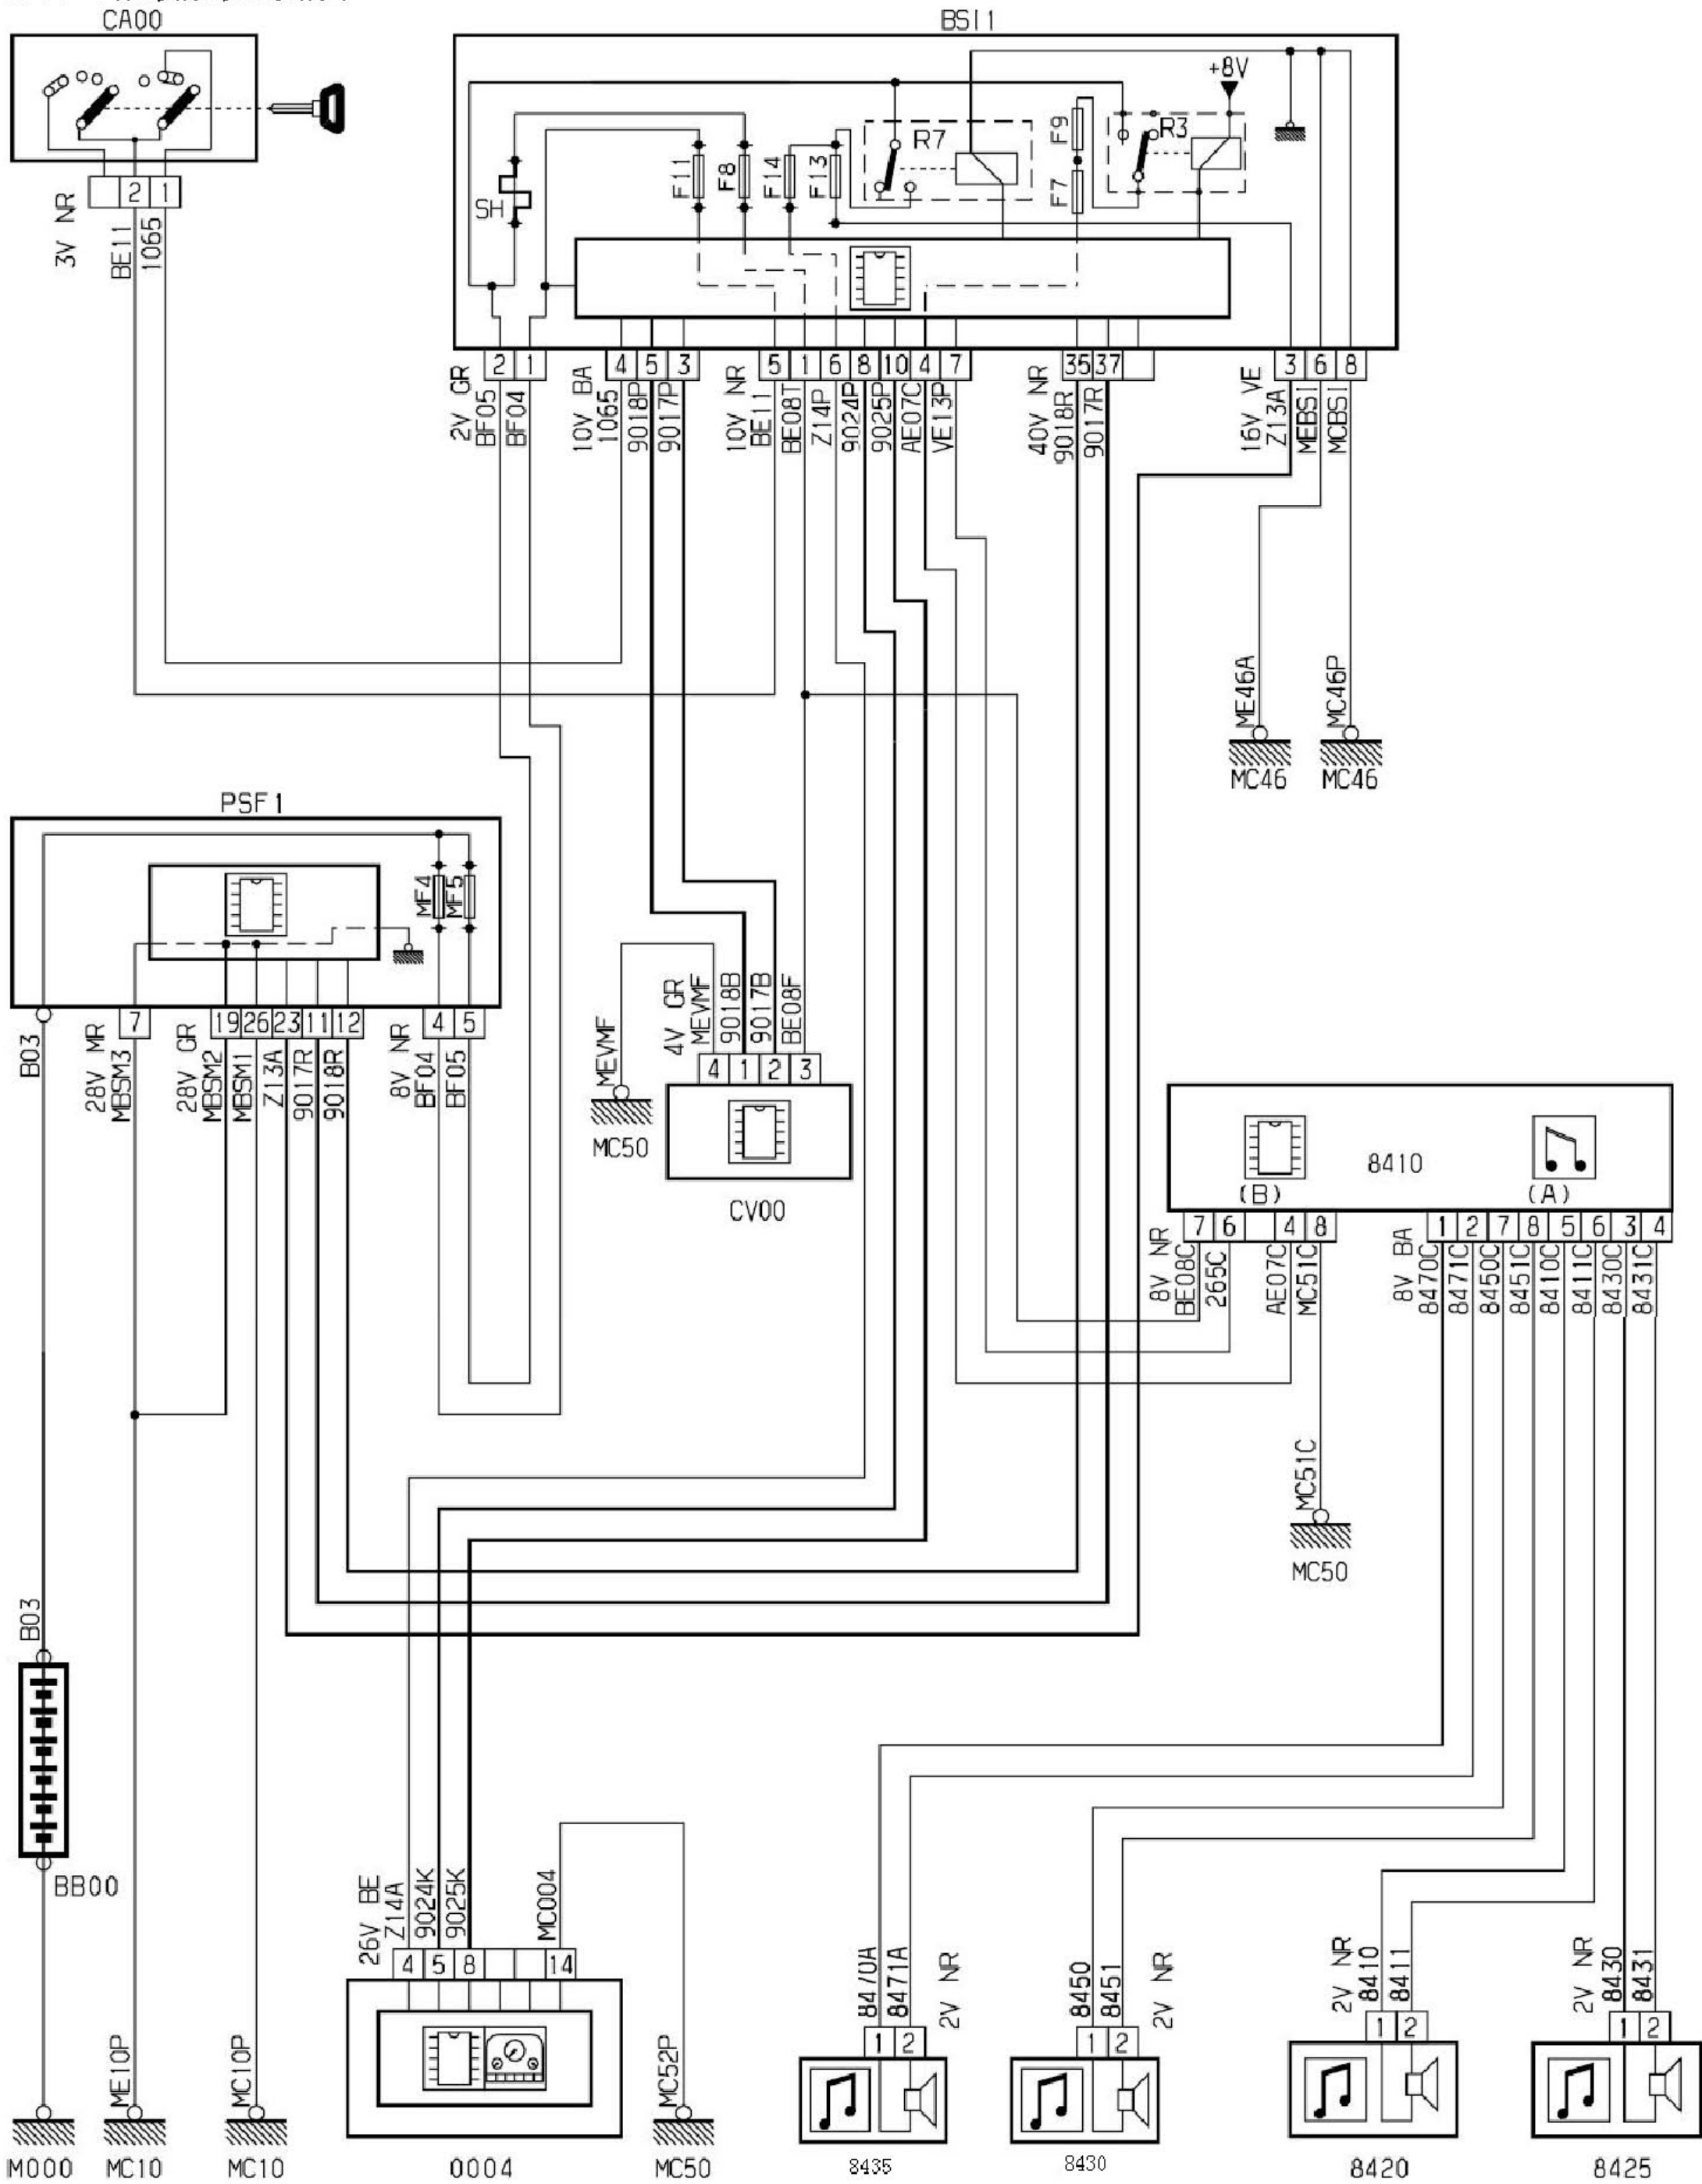 CA00
BSI1
+8V
R7
R3
F11
F8
F14
F13
F9
F7
SH
2 1
3V NR
BE11
1065
2 1
4 5 3
5 1 6 8 10 4 7
35 37
3 6 8
2V GR
BF05
BF04
10V BA
1065
9018P
9017P
10V NR
BE11
BE08T
Z14P
9024P
9025P
AE07C
VE13P
40V NR
9018R
9017R
16V VE
Z13A
MEBSI
MCBSI
ME46A
MC46P
MC46
MC46
PSF1
MF4
MF5
7
19 26 23 11 12
4 5
B03
28V MR
MBSM3
28V GR
MBSM2
MBSM1
Z13A
9017R
9018R
8V NR
BF04
BF05
MEVMF
MC50
4V GR
MEVMF
9018B
9017B
BE08F
4 1 2 3
CV00
8410
(B)
(A)
7 6 4 8
1 2 7 8 5 6 3 4
8V NR
BE08C
265C
AE07C
MC51C
8V BA
8470C
8471C
8450C
8451C
8410C
8411C
8430C
8431C
MC51C
MC50
B03
BB00
26V BE
Z14A
9024K
9025K
MC004
4 5 8 14
ME10P
MC10P
MC52P
8470A
8471A
2V NR
1 2
8450
8451
2V NR
1 2
2V NR
8410
8411
1 2
2V NR
8430
8431
1 2
M000
MC10
MC10
0004
MC50
8435
8430
8420
8425